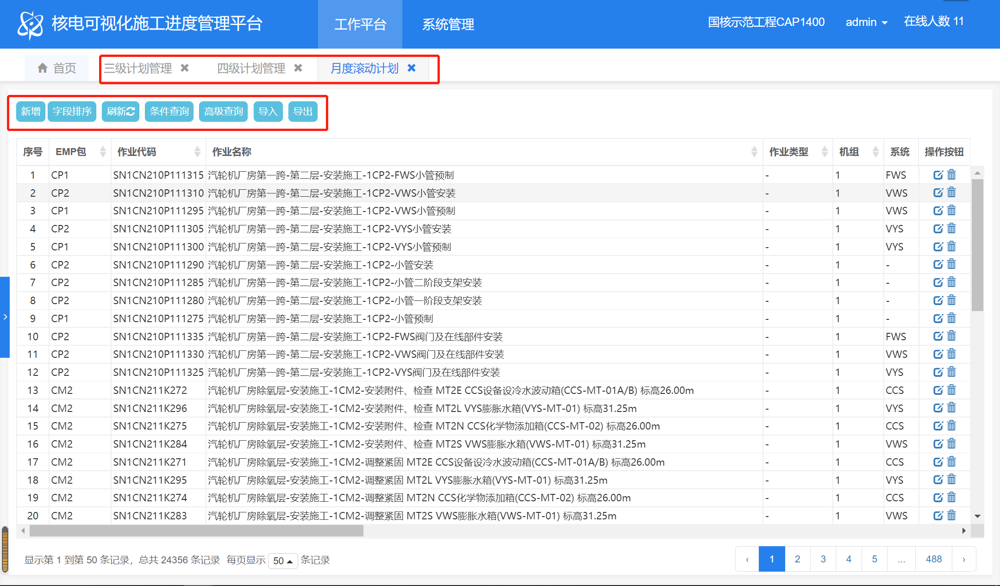 核电可视化施工进度管理平台 工作平台 系统管理 国核示范工程CAP1400 admin 在线人数 11
首页 三级计划管理 四级计划管理 月度滚动计划
新增 字段排序 刷新 条件查询 高级查询 导入 导出
序号 EMP包 作业代码 作业名称 作业类型 机组 系统 操作按钮
1 CP1 SN1CN210P111315 汽轮机厂房第一跨-第二层-安装施工-1CP2-FWS小管预制 - 1 FWS
2 CP2 SN1CN210P111310 汽轮机厂房第一跨-第二层-安装施工-1CP2-VWS小管安装 - 1 VWS
3 CP1 SN1CN210P111295 汽轮机厂房第一跨-第二层-安装施工-1CP2-VWS小管预制 - 1 VWS
4 CP2 SN1CN210P111305 汽轮机厂房第一跨-第二层-安装施工-1CP2-VYS小管安装 - 1 VYS
5 CP1 SN1CN210P111300 汽轮机厂房第一跨-第二层-安装施工-1CP2-VYS小管预制 - 1 VYS
6 CP2 SN1CN210P111290 汽轮机厂房第一跨-第二层-安装施工-1CP2-小管安装 - 1 -
7 CP2 SN1CN210P111285 汽轮机厂房第一跨-第二层-安装施工-1CP2-小管二阶段支架安装 - 1 -
8 CP2 SN1CN210P111280 汽轮机厂房第一跨-第二层-安装施工-1CP2-小管一阶段支架安装 - 1 -
9 CP1 SN1CN210P111275 汽轮机厂房第一跨-第二层-安装施工-1CP2-小管预制 - 1 -
10 CP2 SN1CN210P111335 汽轮机厂房第一跨-第二层-安装施工-1CP2-FWS阀门及在线部件安装 - 1 FWS
11 CP2 SN1CN210P111330 汽轮机厂房第一跨-第二层-安装施工-1CP2-VWS阀门及在线部件安装 - 1 VWS
12 CP2 SN1CN210P111325 汽轮机厂房第一跨-第二层-安装施工-1CP2-VYS阀门及在线部件安装 - 1 VYS
13 CM2 SN1CN211K272 汽轮机厂房除氧层-安装施工-1CM2-安装附件、检查 MT2E CCS设备设冷水波动箱(CCS-MT-01A/B) 标高26.00m - 1 CCS
14 CM2 SN1CN211K296 汽轮机厂房除氧层-安装施工-1CM2-安装附件、检查 MT2L VYS膨胀水箱(VYS-MT-01) 标高31.25m - 1 VYS
15 CM2 SN1CN211K275 汽轮机厂房除氧层-安装施工-1CM2-安装附件、检查 MT2N CCS化学物添加箱(CCS-MT-02) 标高26.00m - 1 CCS
16 CM2 SN1CN211K284 汽轮机厂房除氧层-安装施工-1CM2-安装附件、检查 MT2S VWS膨胀水箱(VWS-MT-01) 标高31.25m - 1 VWS
17 CM2 SN1CN211K271 汽轮机厂房除氧层-安装施工-1CM2-调整紧固 MT2E CCS设备设冷水波动箱(CCS-MT-01A/B) 标高26.00m - 1 CCS
18 CM2 SN1CN211K295 汽轮机厂房除氧层-安装施工-1CM2-调整紧固 MT2L VYS膨胀水箱(VYS-MT-01) 标高31.25m - 1 VYS
19 CM2 SN1CN211K274 汽轮机厂房除氧层-安装施工-1CM2-调整紧固 MT2N CCS化学物添加箱(CCS-MT-02) 标高26.00m - 1 CCS
20 CM2 SN1CN211K283 汽轮机厂房除氧层-安装施工-1CM2-调整紧固 MT2S VWS膨胀水箱(VWS-MT-01) 标高31.25m - 1 VWS
显示第 1 到第 50 条记录，总共 24356 条记录 每页显示 50 条记录 ‹ 1 2 3 4 5 ... 488 ›